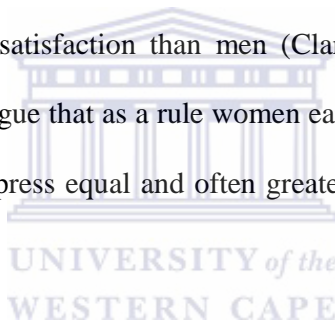 satisfaction than men (Clar
gue that as a rule women ea
press equal and often greate
UNIVERSITY of the
WESTERN CAPE